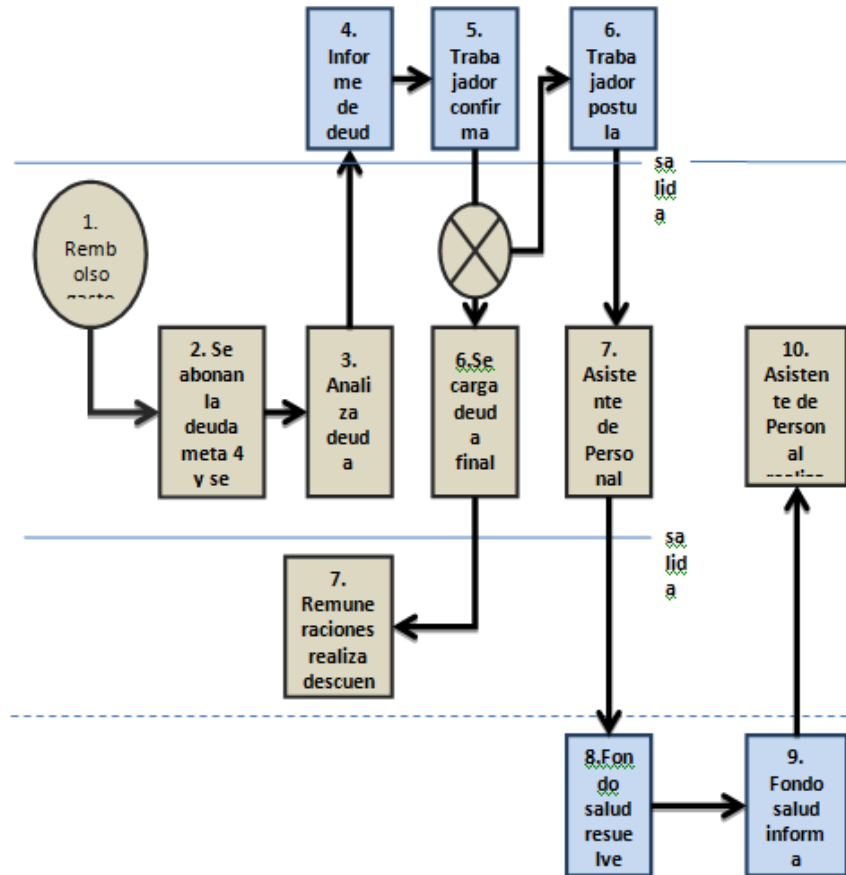 4.
Infor
me
de
deud
5.
Traba
jador
confir
ma
6.
Traba
jador
postu
la
sa
lid
a
1.
Remb
olso
2. Se
abonan
la
deuda
meta 4
y se
3.
Anali
za
deud
a
6.Se
carga
deud
a
final
7.
Asiste
nte
de
Perso
nal
10.
Asisten
te de
Person
al
sa
lid
a
7.
Remune
raciones
realiza
descuen
8.Fon
do
salud
resue
lve
9.
Fondo
salud
inform
a